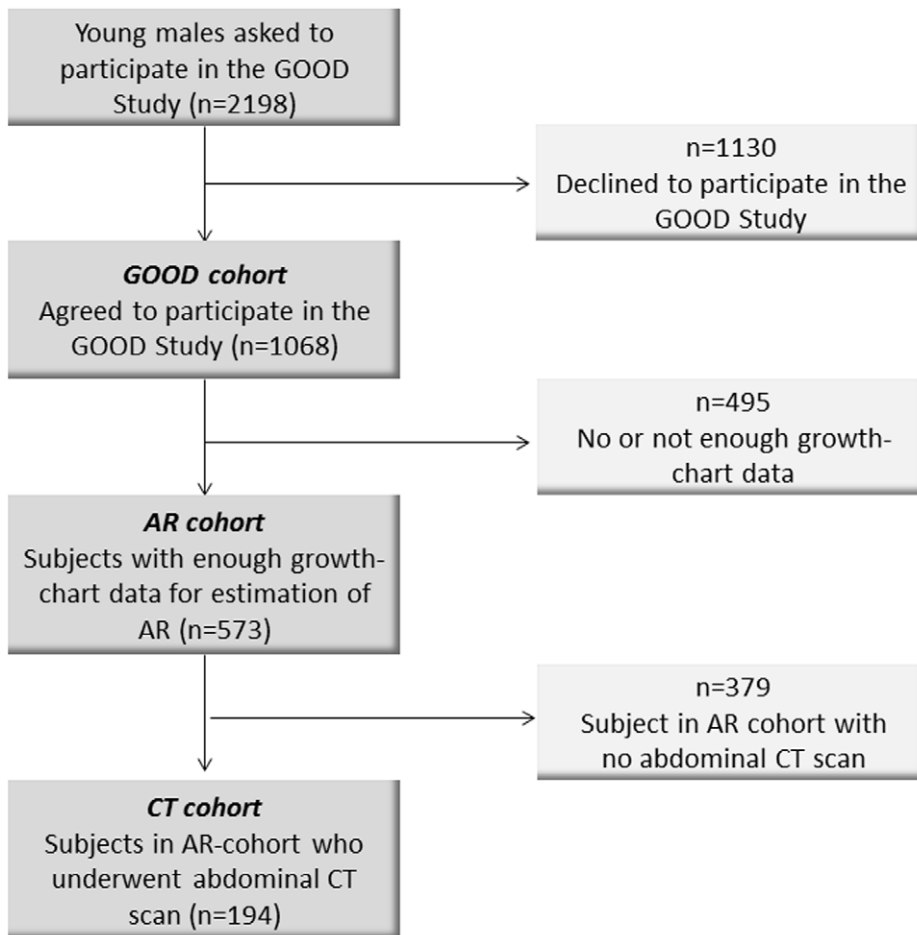 Young males asked to
participate in the GOOD
Study (n=2198)
n=1130
Declined to participate in the
GOOD Study
GOOD cohort
Agreed to participate in the
GOOD Study (n=1068)
n=495
No or not enough growth-
chart data
AR cohort
Subjects with enough growth-
chart data for estimation of
AR (n=573)
n=379
Subject in AR cohort with
no abdominal CT scan
CT cohort
Subjects in AR-cohort who
underwent abdominal CT
scan (n=194)